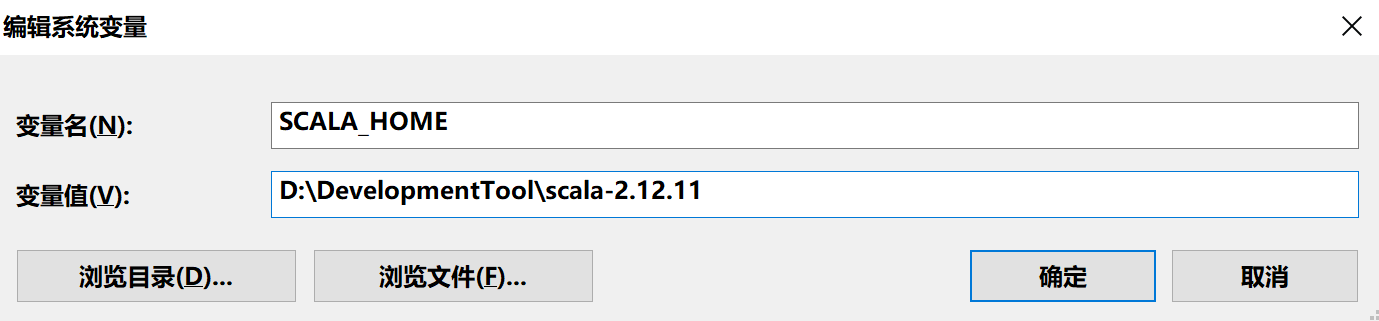 编辑系统变量
变量名(N):
SCALA_HOME
变量值(V):
D:\DevelopmentTool\scala-2.12.11
浏览目录(D)...
浏览文件(F)...
确定
取消